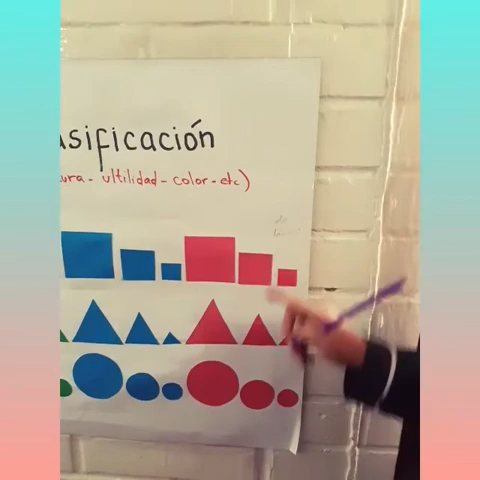 asificación
ura - ultilidad - color - etc)